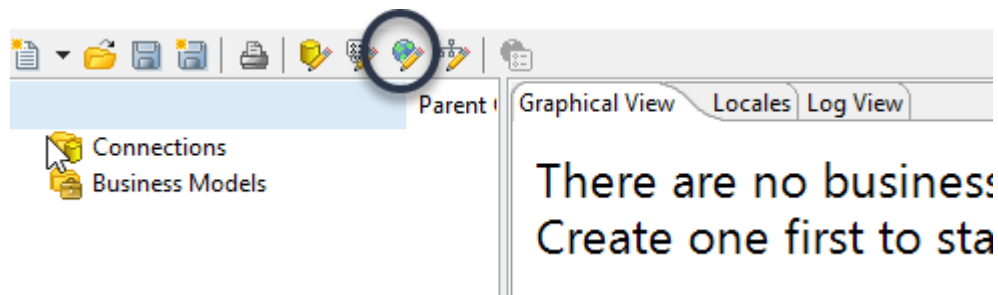 Parent
Graphical View
Locales
Log View
Connections
Business Models
There are no business
Create one first to sta